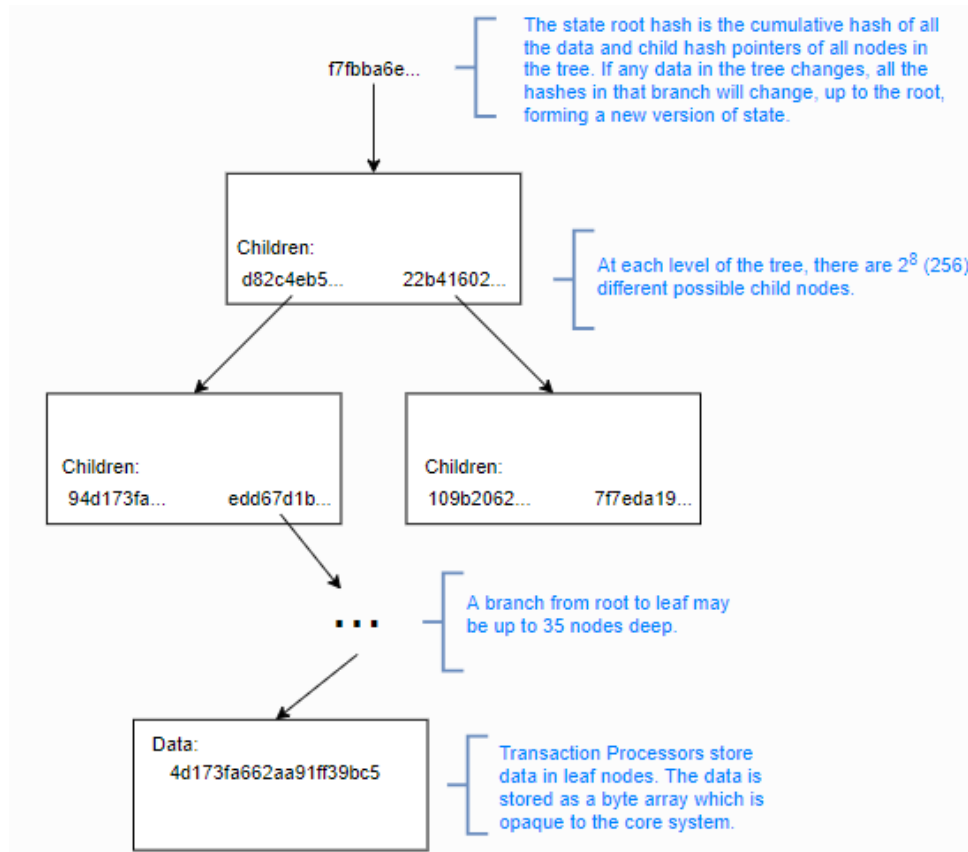 The state root hash is the cumulative hash of all
the data and child hash pointers of all nodes in
the tree. If any data in the tree changes, all the
hashes in that branch will change, up to the root,
forming a new version of state.
f7fbba6e...
Children:
d82c4eb5... 22b41602...
At each level of the tree, there are 2⁸ (256)
different possible child nodes.
Children:
94d173fa... edd67d1b...
Children:
109b2062... 7f7eda19...
...
A branch from root to leaf may
be up to 35 nodes deep.
Data:
4d173fa662aa91ff39bc5
Transaction Processors store
data in leaf nodes. The data is
stored as a byte array which is
opaque to the core system.